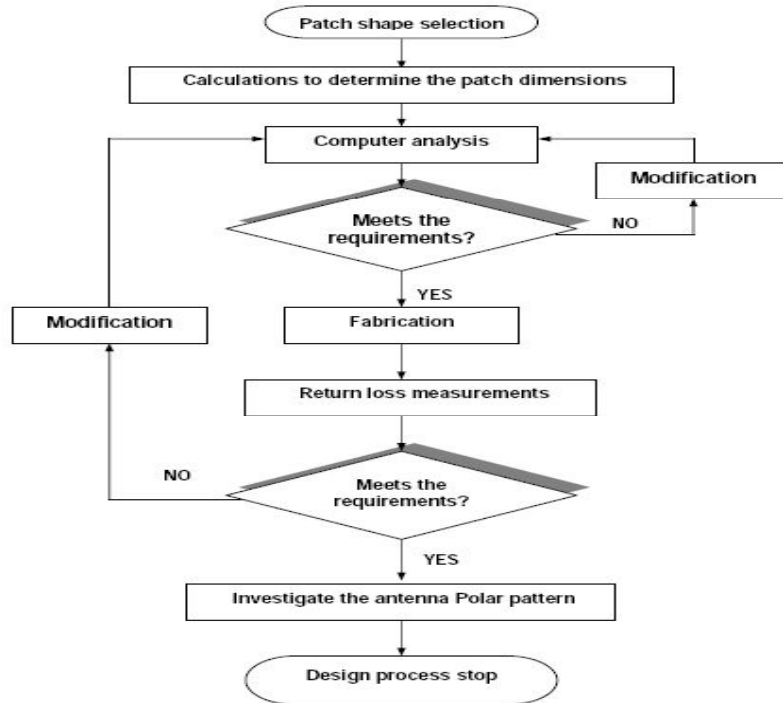 Patch shape selection
Calculations to determine the patch dimensions
Computer analysis
Modification
Meets the
requirements?
NO
YES
Modification
Fabrication
Return loss measurements
NO
Meets the
requirements?
YES
Investigate the antenna Polar pattern
Design process stop